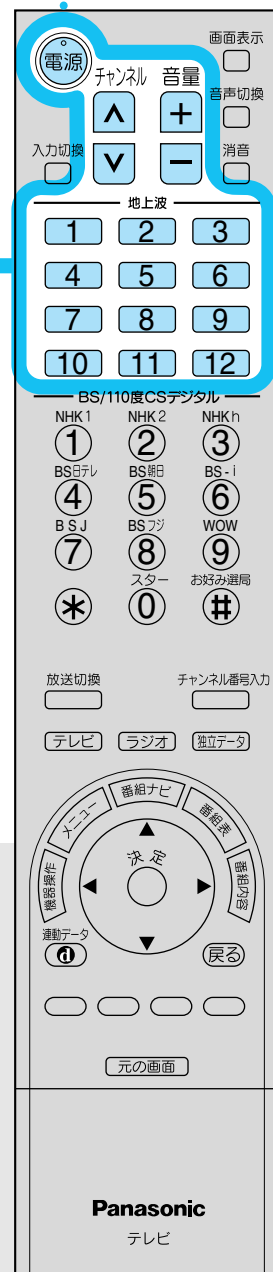 電源
チャンネル
音量
画面表示
音声切換
入力切換
消音
+
−
地上波
1 2 3
4 5 6
7 8 9
10 11 12
BS/110度CSデジタル
NHK1 NHK2 NHKh
1 2 3
BS日テレ BS朝日 BS-i
4 5 6
BSJ BSフジ WOW
7 8 9
スター お好み選局
* 0 #
放送切換 チャンネル番号入力
テレビ ラジオ 独立データ
メニュー 番組ナビ 番組表
機器操作 決定 番組内容
連動データ
d 戻る
元の画面
Panasonic
テレビ